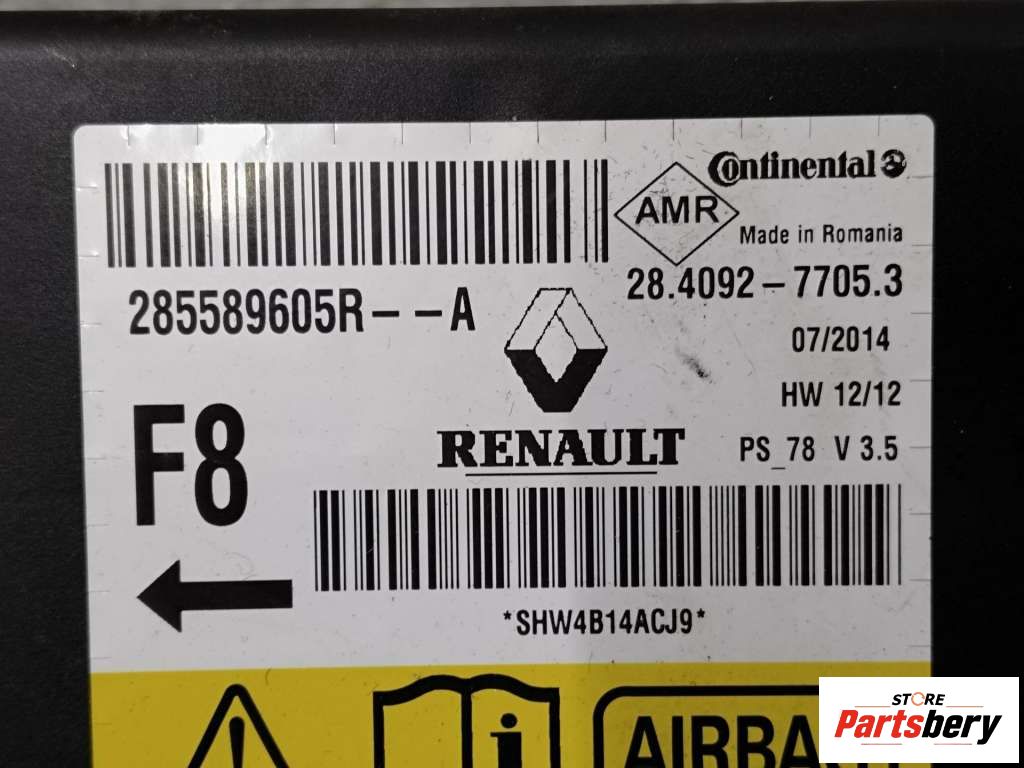 Continental
AMR
Made in Romania
285589605R--A
28.4092-7705.3
07/2014
F8
HW 12/12
RENAULT
PS_78 V 3.5
*SHW4B14ACJ9*
i
STORE
Partsbery